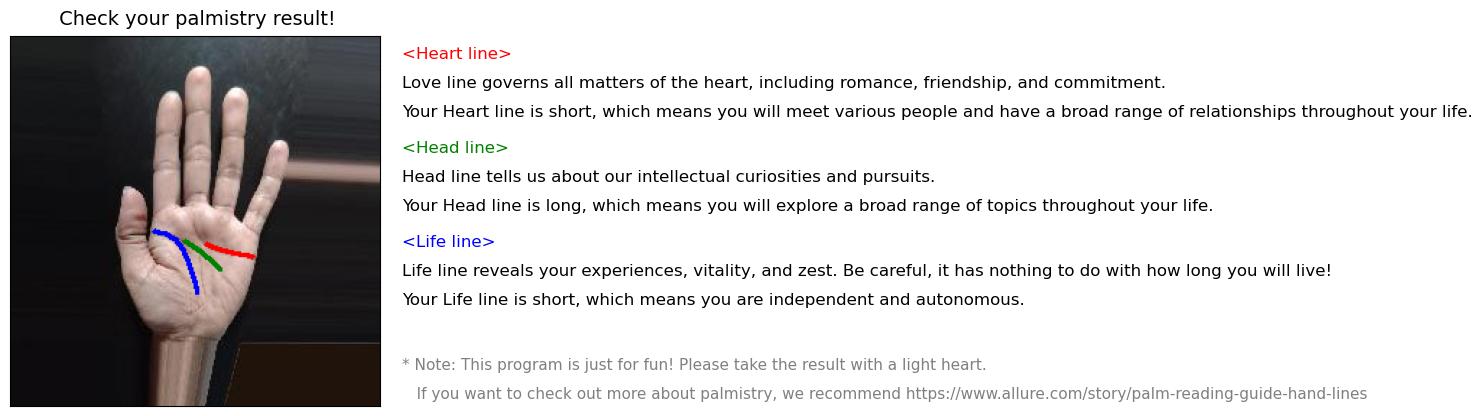 Check your palmistry result!
<Heart line>
Love line governs all matters of the heart, including romance, friendship, and commitment.
Your Heart line is short, which means you will meet various people and have a broad range of relationships throughout your life.
<Head line>
Head line tells us about our intellectual curiosities and pursuits.
Your Head line is long, which means you will explore a broad range of topics throughout your life.
<Life line>
Life line reveals your experiences, vitality, and zest. Be careful, it has nothing to do with how long you will live!
Your Life line is short, which means you are independent and autonomous.
* Note: This program is just for fun! Please take the result with a light heart.
If you want to check out more about palmistry, we recommend https://www.allure.com/story/palm-reading-guide-hand-lines